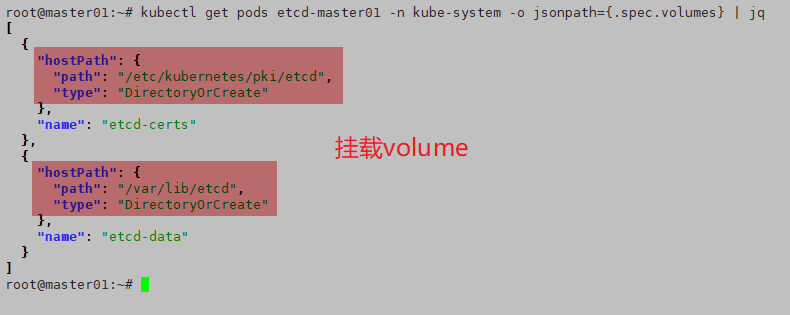 root@master01:~# kubectl get pods etcd-master01 -n kube-system -o jsonpath={.spec.volumes} | jq
[
  {
    "hostPath": {
      "path": "/etc/kubernetes/pki/etcd",
      "type": "DirectoryOrCreate"
    },
    "name": "etcd-certs"
  },
挂载volume
  {
    "hostPath": {
      "path": "/var/lib/etcd",
      "type": "DirectoryOrCreate"
    },
    "name": "etcd-data"
  }
]
root@master01:~#